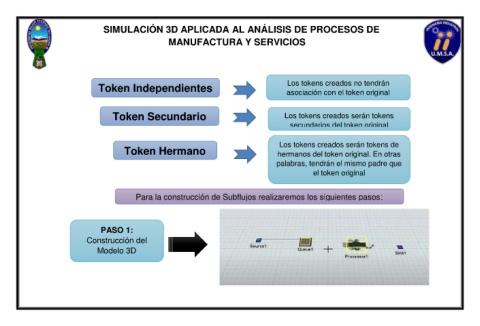 SIMULACIÓN 3D APLICADA AL ANÁLISIS DE PROCESOS DE
MANUFACTURA Y SERVICIOS
U.M.S.A.
Token Independientes
Los tokens creados no tendrán
asociación con el token original
Token Secundario
Los tokens creados serán tokens
secundarios del token original
Token Hermano
Los tokens creados serán tokens de
hermanos del token original. En otras
palabras, tendrán el mismo padre que
el token original
Para la construcción de Subflujos realizaremos los siguientes pasos:
PASO 1:
Construcción del
Modelo 3D
Source1
Queue1
Processor1
Sink1